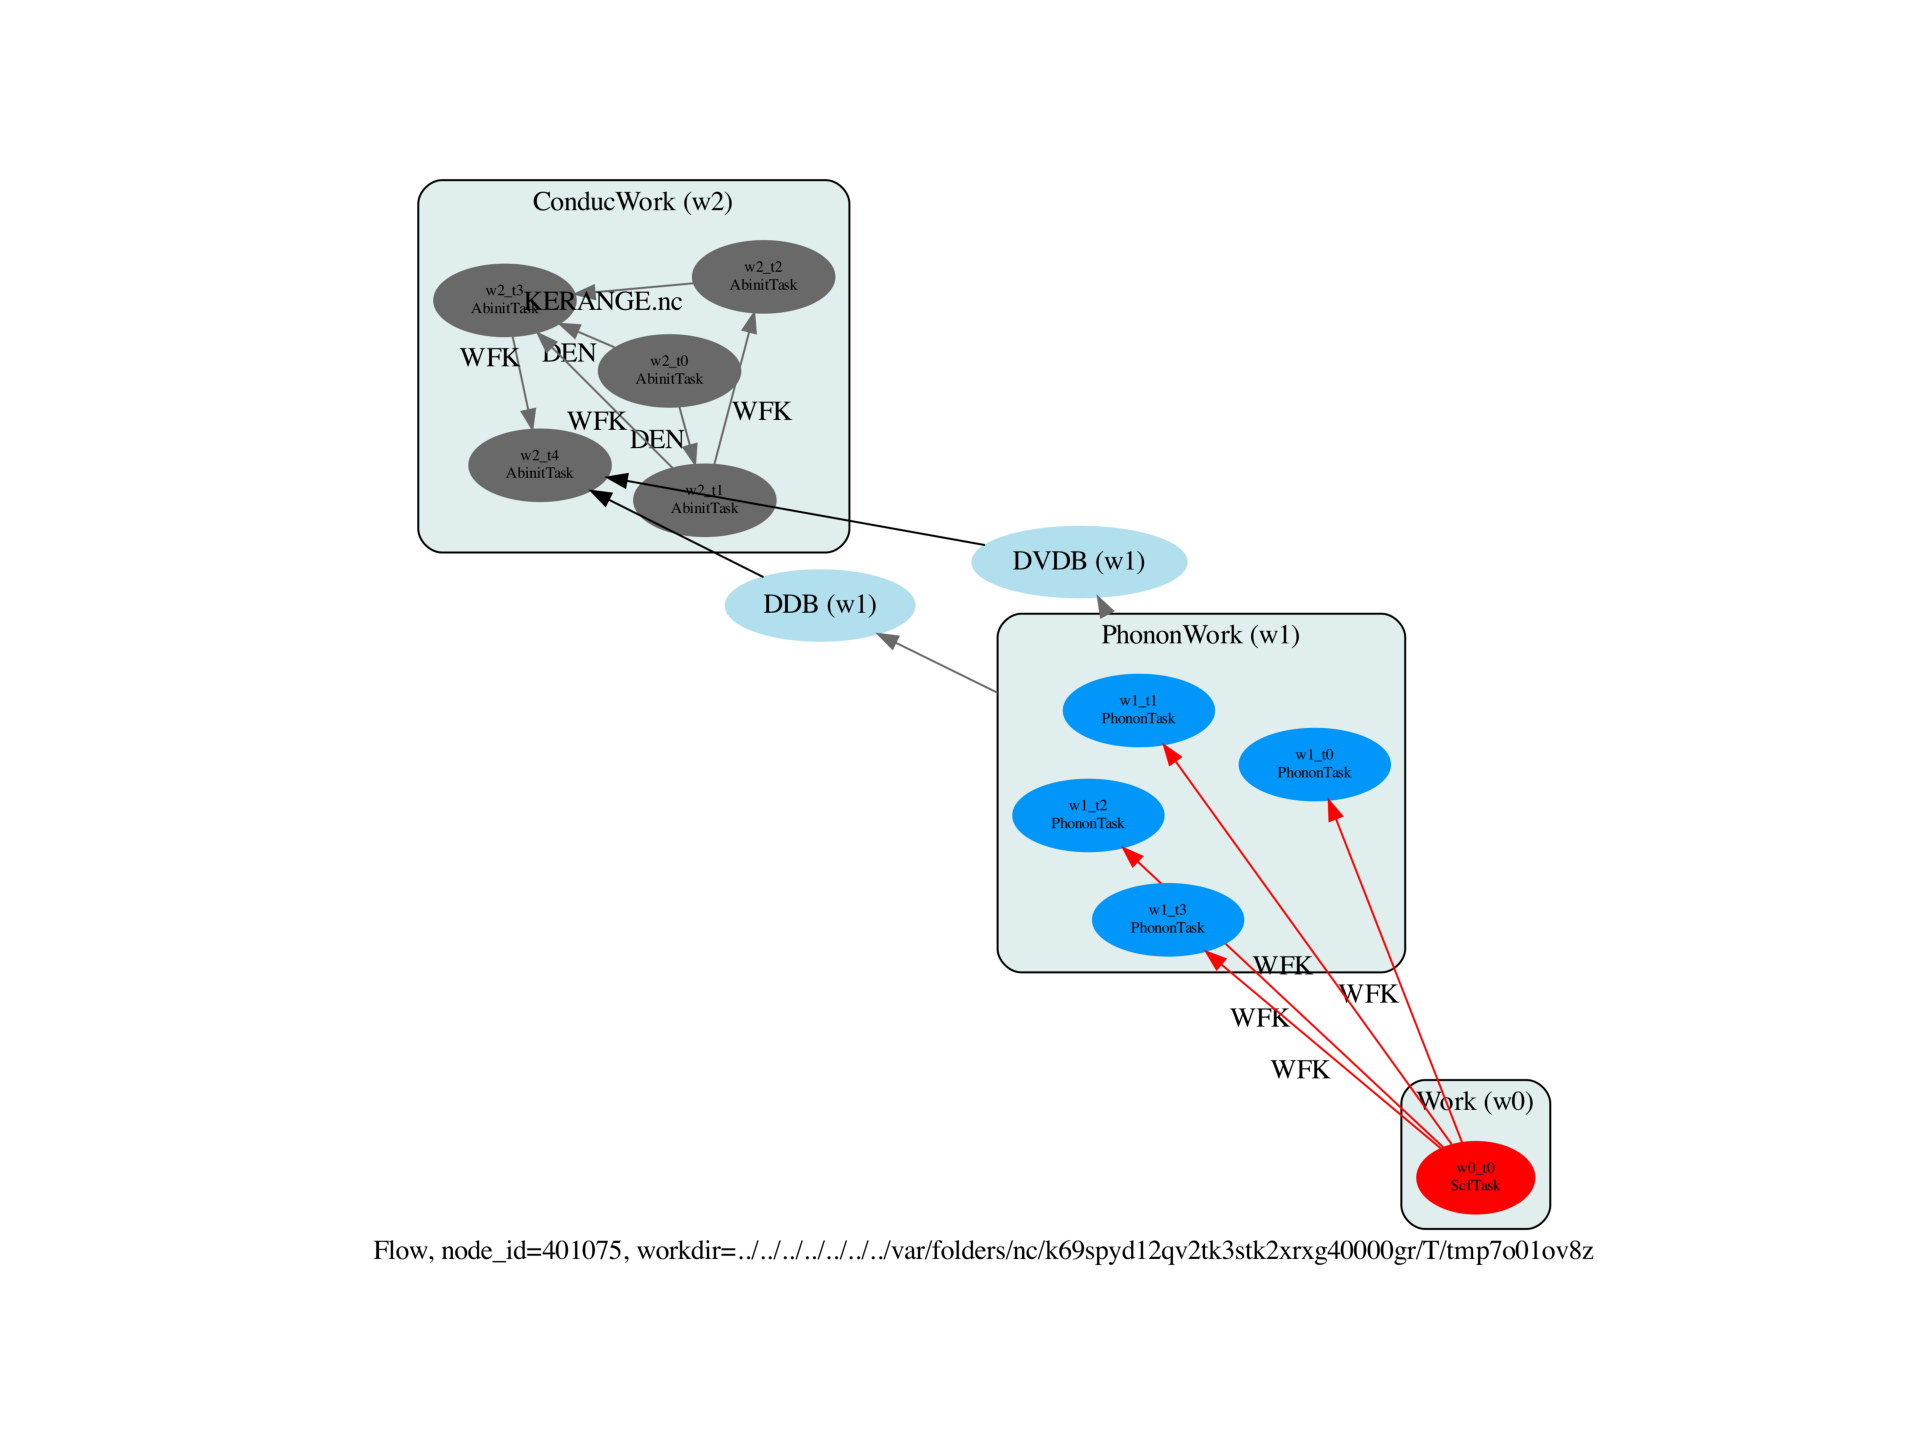 ConducWork (w2)
w2_t2
AbinitTask
w2_t3
AbinitTask
KERANGE.nc
WFK
DEN
w2_t0
AbinitTask
WFK
WFK
DEN
w2_t4
AbinitTask
w2_t1
AbinitTask
DVDB (w1)
DDB (w1)
PhononWork (w1)
w1_t1
PhononTask
w1_t0
PhononTask
w1_t2
PhononTask
w1_t3
PhononTask
WFK
WFK
WFK
WFK
Work (w0)
w0_t0
ScfTask
Flow, node_id=401075, workdir=../../../../../../../var/folders/nc/k69spyd12qv2tk3stk2xrxg40000gr/T/tmp7o01ov8z